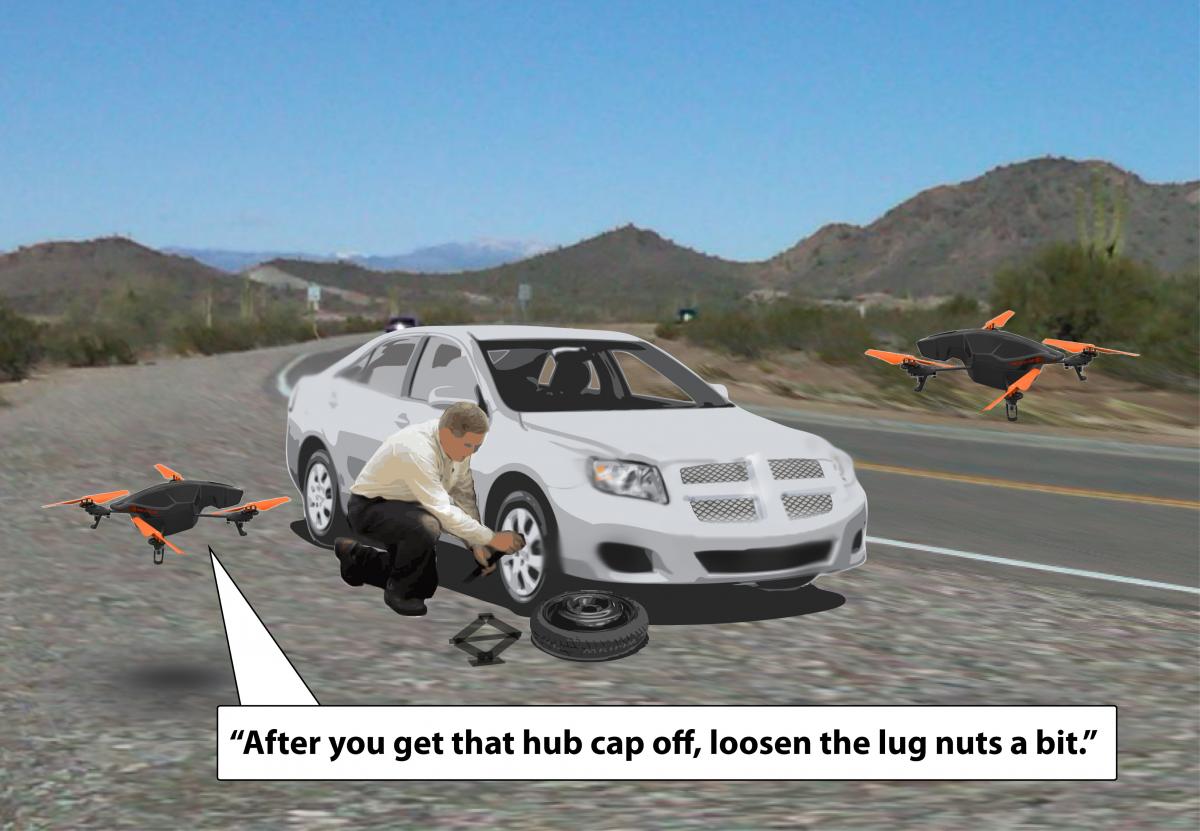 “After you get that hub cap off, loosen the lug nuts a bit.”